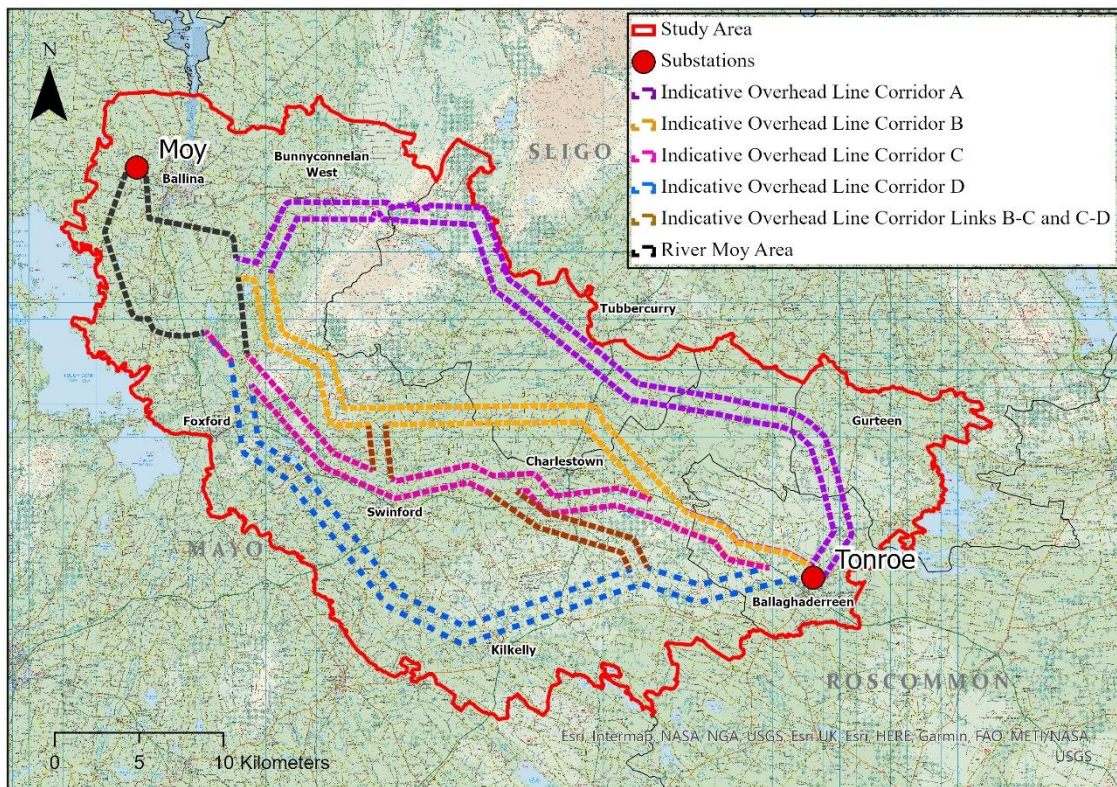 Study Area
Substations
Indicative Overhead Line Corridor A
Indicative Overhead Line Corridor B
Indicative Overhead Line Corridor C
Indicative Overhead Line Corridor D
Indicative Overhead Line Corridor Links B-C and C-D
River Moy Area
N
Moy
Ballina
Bunnyconnelan
West
SLIGO
Tubbercurry
Gurteen
Foxford
Charlestown
Swinford
MAYO
Tonroe
Ballaghaderreen
Kilkelly
ROSCOMMON
0 5 10 Kilometers
Esri, Intermap, NASA, NGA, USGS, Esri UK, Esri, HERE, Garmin, FAO, METI/NASA,
USGS